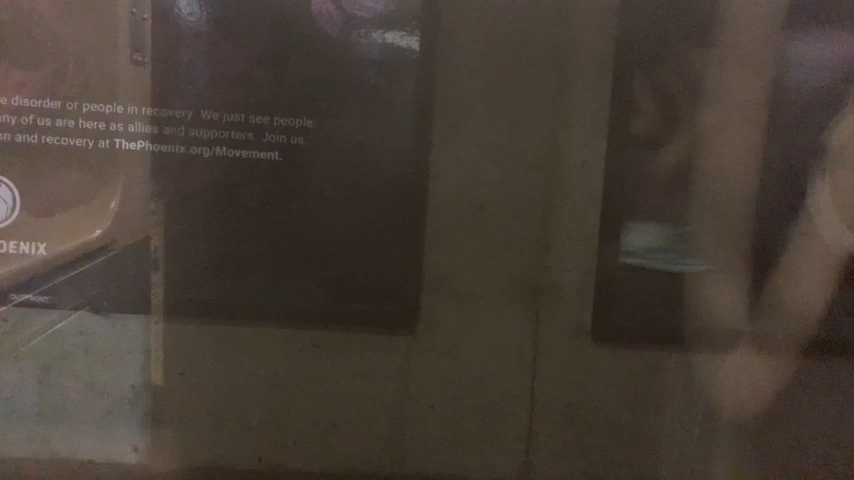 e disorder or people in recovery. We just see people.
ny of us are here as allies and supporters. Join us.
on and recovery at ThePhoenix.org/Movement.
OENIX